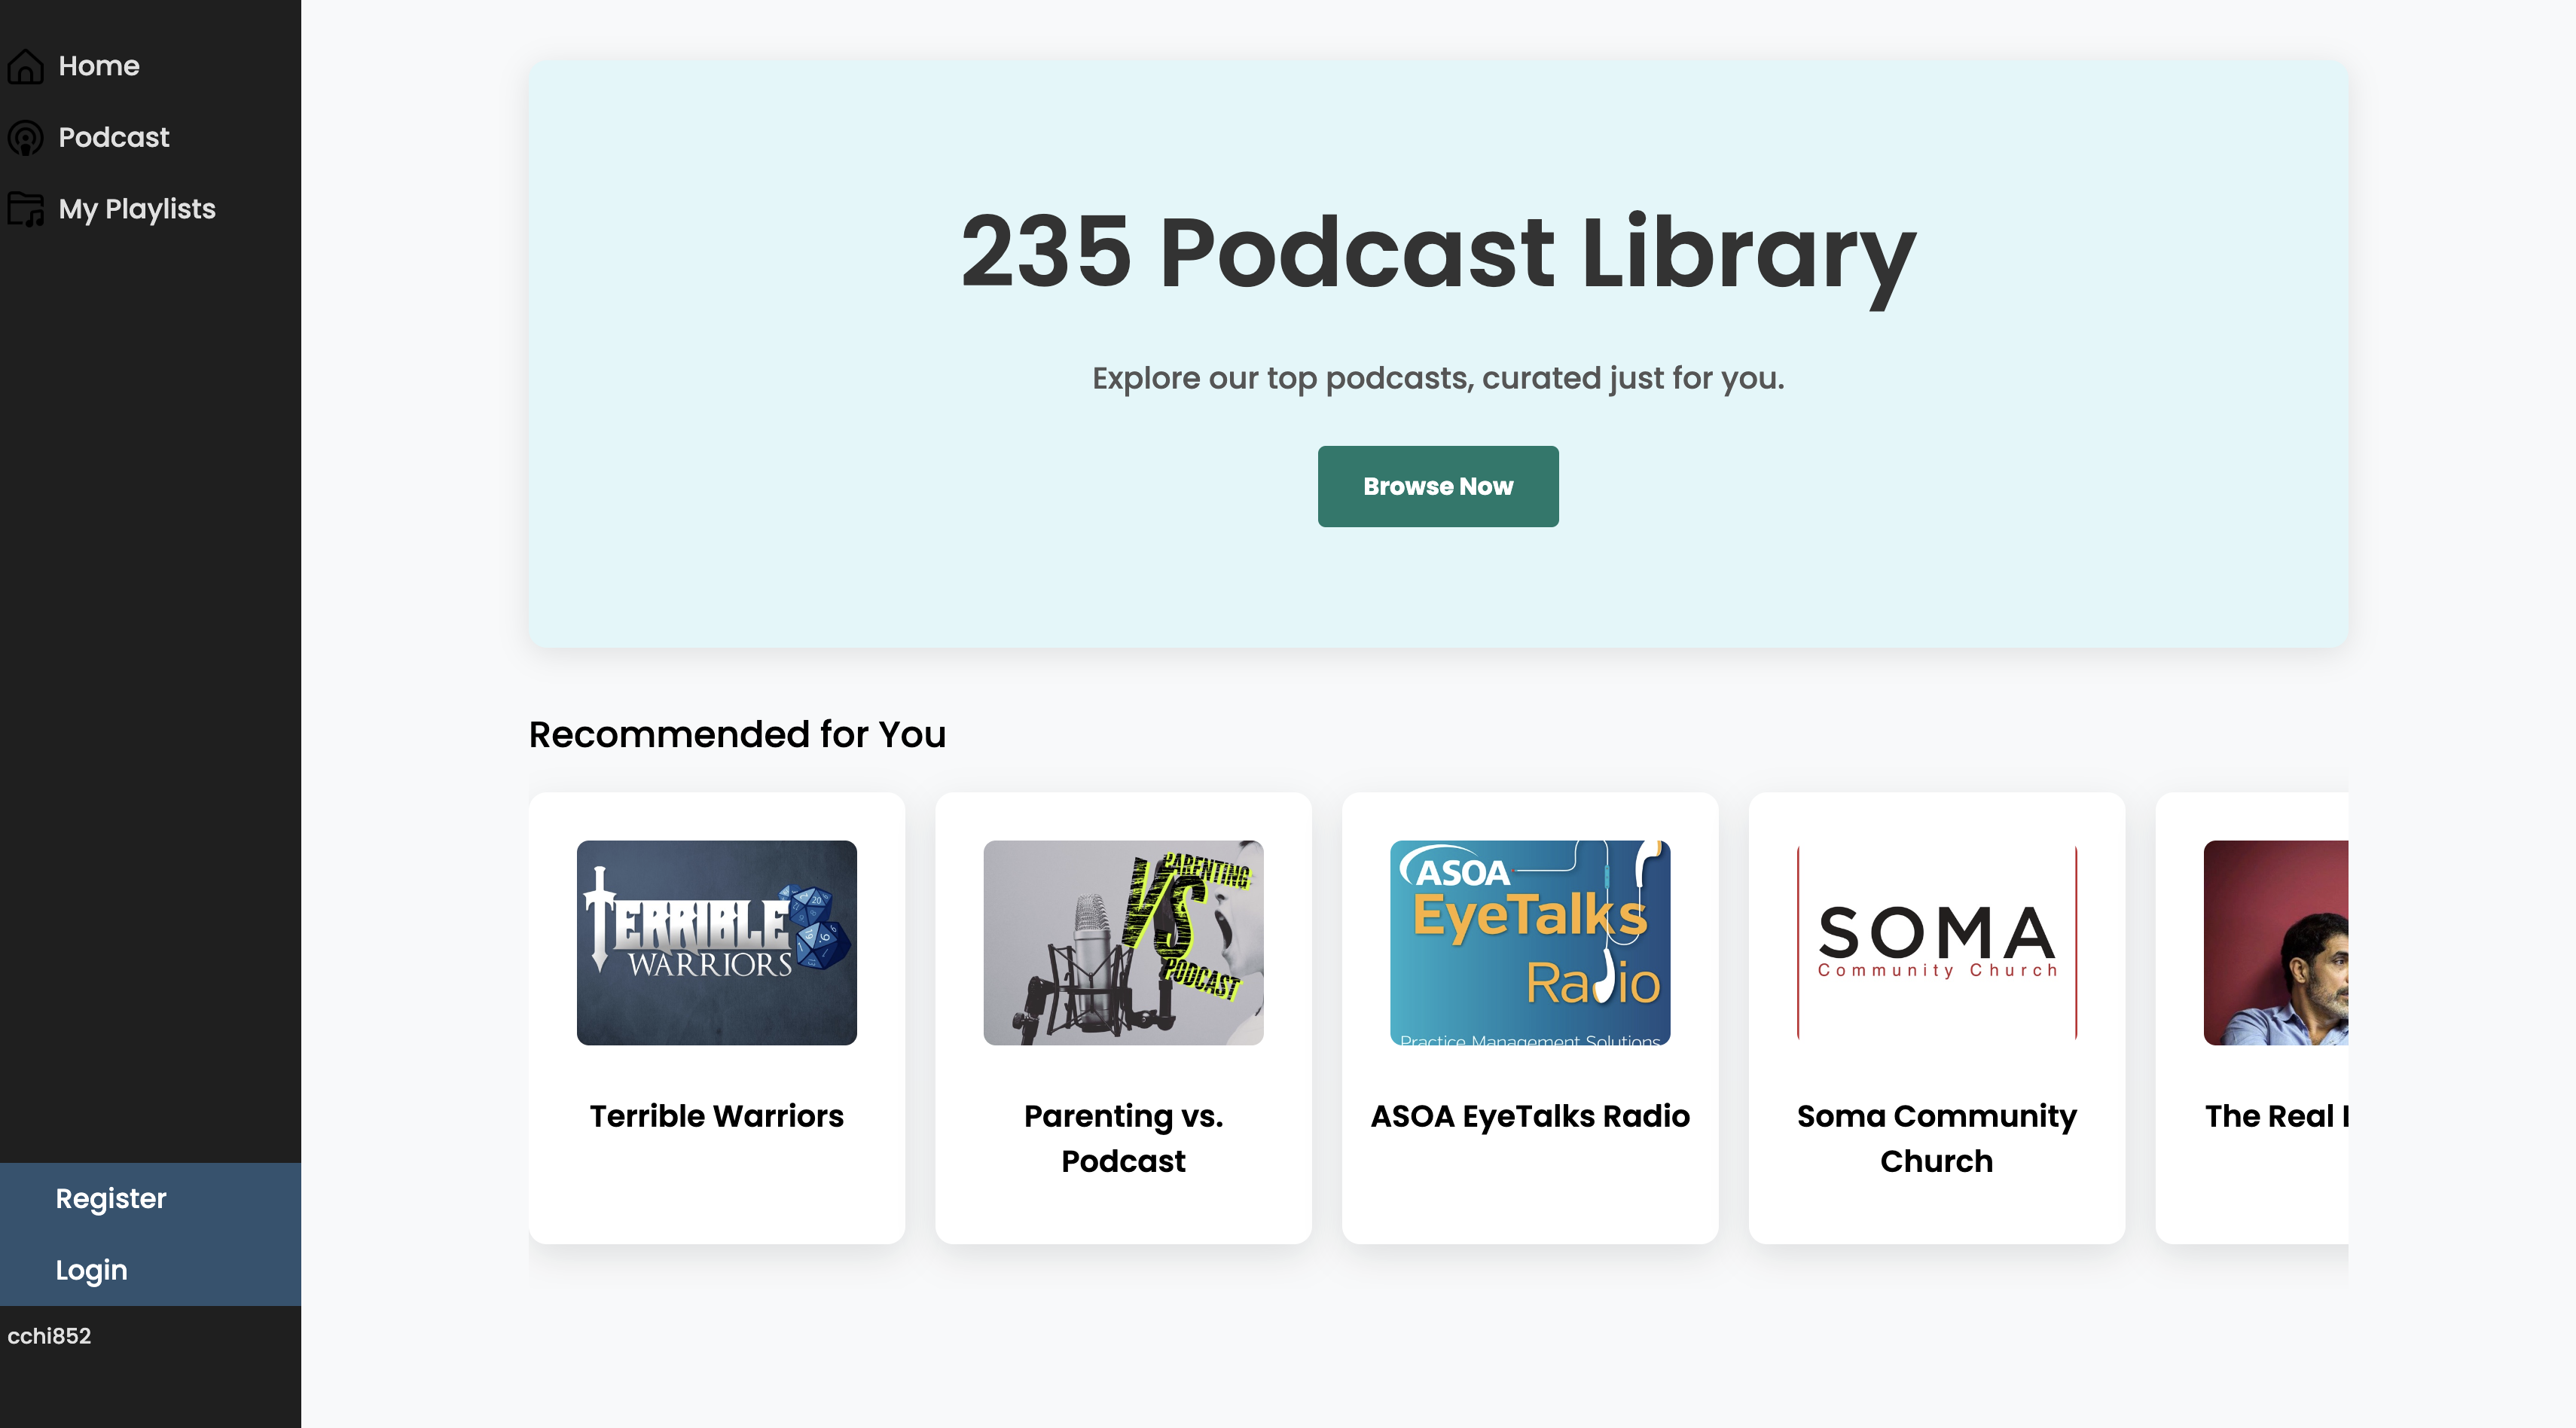 Home
Podcast
My Playlists
235 Podcast Library
Explore our top podcasts, curated just for you.
Browse Now
Recommended for You
TERRIBLE
WARRIORS
PARENTING
VS
PODCAST
ASOA
EyeTalks
Radio
Practice Management Solutions
SOMA
Community Church
Terrible Warriors
Parenting vs.
Podcast
ASOA EyeTalks Radio
Soma Community
Church
The Real
Register
Login
cchi852